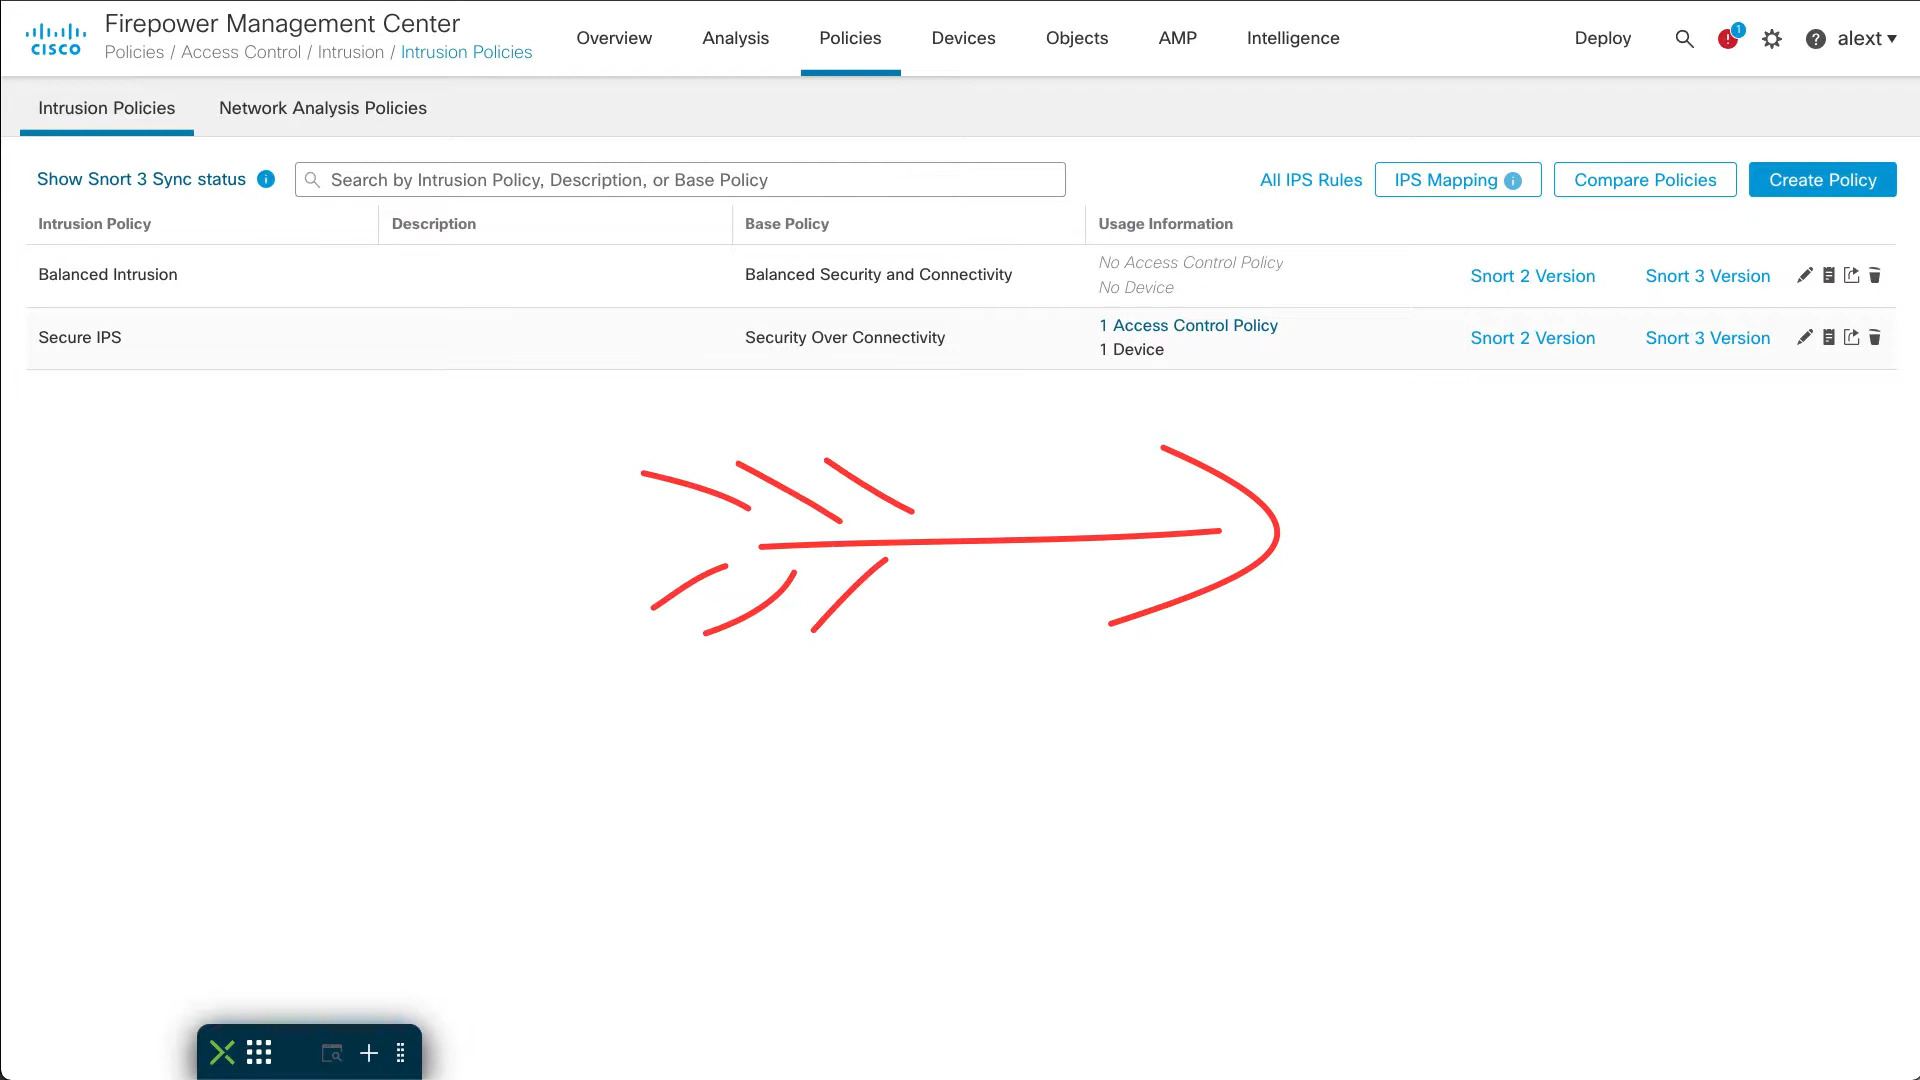 Firepower Management Center
CISCO
Policies / Access Control / Intrusion / Intrusion Policies
Overview
Analysis
Policies
Devices
Objects
AMP
Intelligence
Deploy
1
alext
Intrusion Policies
Network Analysis Policies
Show Snort 3 Sync status
Search by Intrusion Policy, Description, or Base Policy
All IPS Rules
IPS Mapping
Compare Policies
Create Policy
Intrusion Policy
Description
Base Policy
Usage Information
Balanced Intrusion
Balanced Security and Connectivity
No Access Control Policy
No Device
Snort 2 Version
Snort 3 Version
Secure IPS
Security Over Connectivity
1 Access Control Policy
1 Device
Snort 2 Version
Snort 3 Version